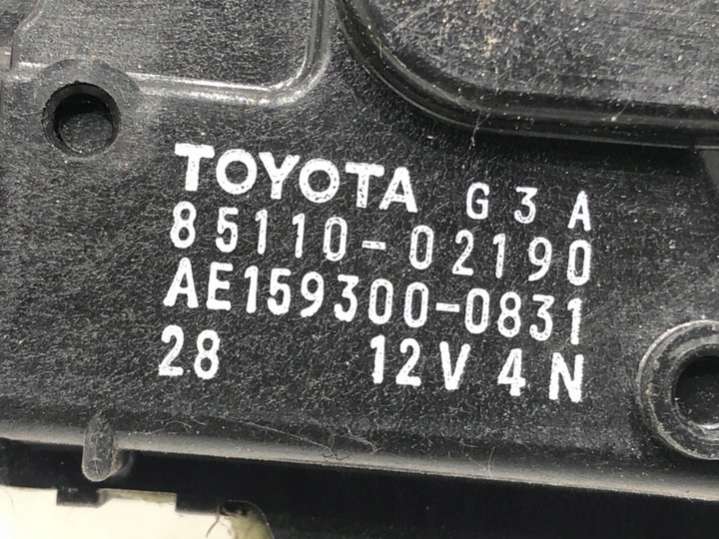 TOYOTA G3A
85110-02190
AE159300-0831
28 12V 4N